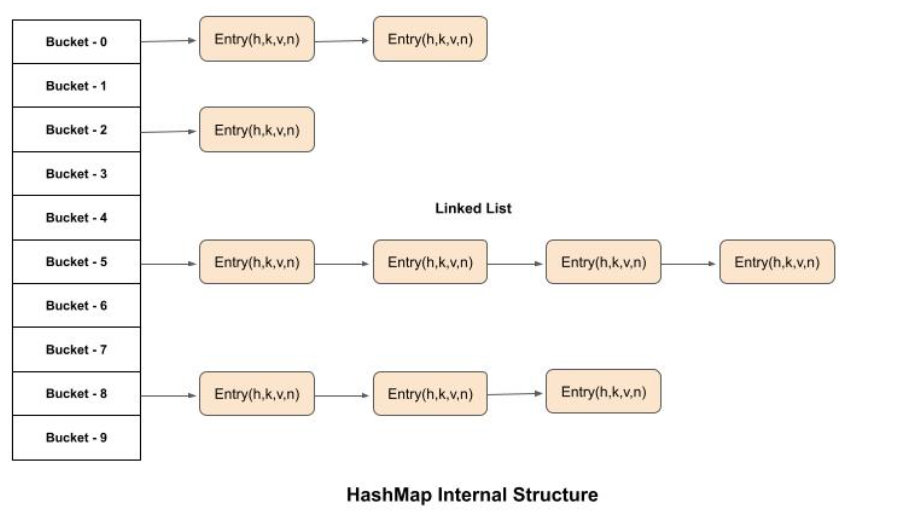 Bucket - 0 Entry(h,k,v,n) Entry(h,k,v,n)
Bucket - 1
Bucket - 2 Entry(h,k,v,n)
Bucket - 3
Bucket - 4
Linked List
Bucket - 5 Entry(h,k,v,n) Entry(h,k,v,n) Entry(h,k,v,n) Entry(h,k,v,n)
Bucket - 6
Bucket - 7
Bucket - 8 Entry(h,k,v,n) Entry(h,k,v,n) Entry(h,k,v,n)
Bucket - 9
HashMap Internal Structure